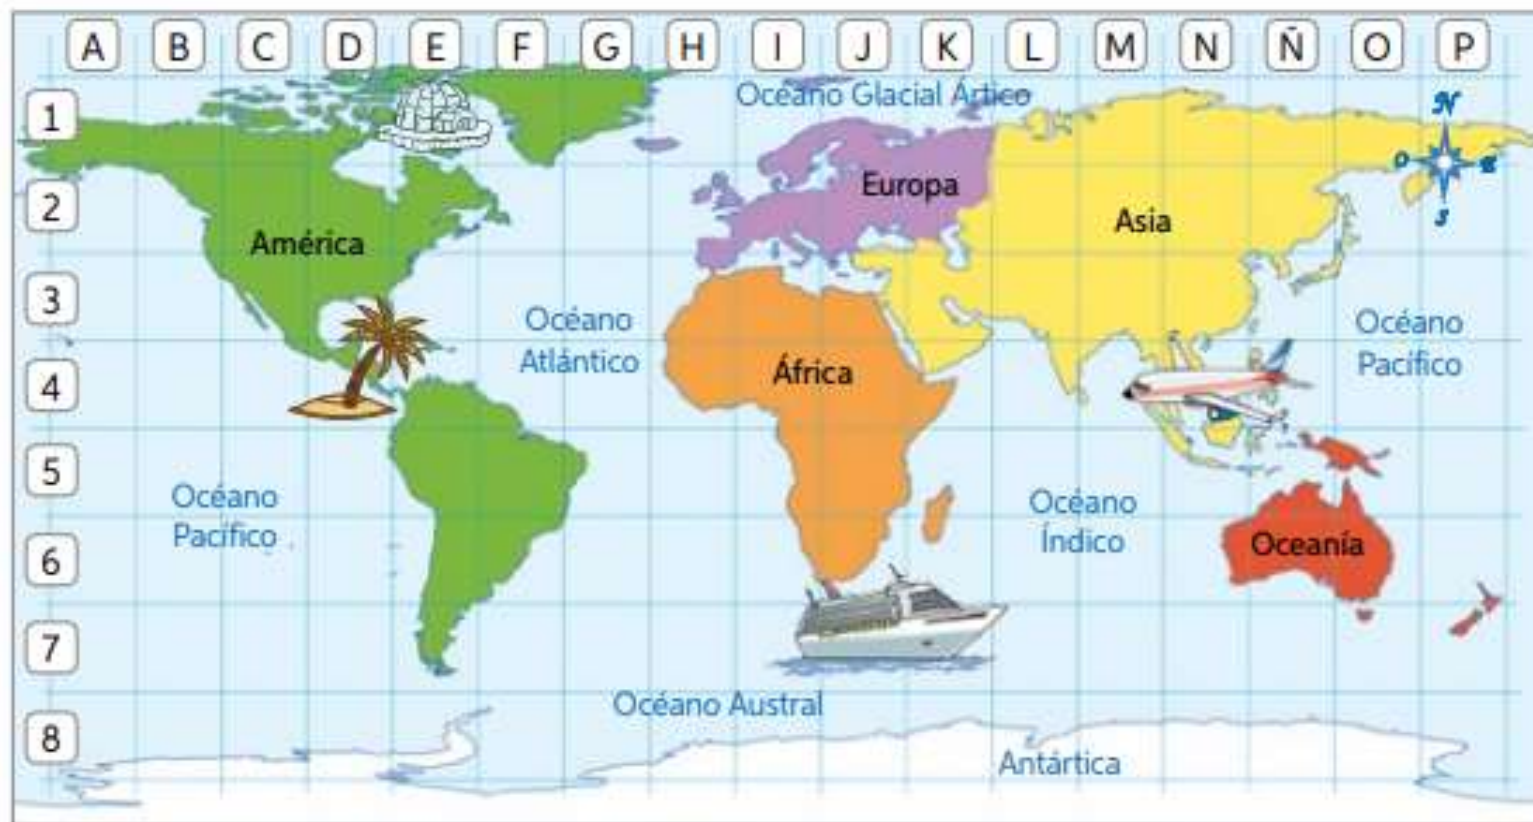 A B C D E F G H I J K L M N Ñ O P
1
Océano Glacial Ártico
N
O E
S
2
Europa
América
Asia
3
Océano
Atlántico
Océano
Pacífico
4
África
5
Océano
Pacífico
Océano
Índico
6
Oceanía
7
Océano Austral
8
Antártica